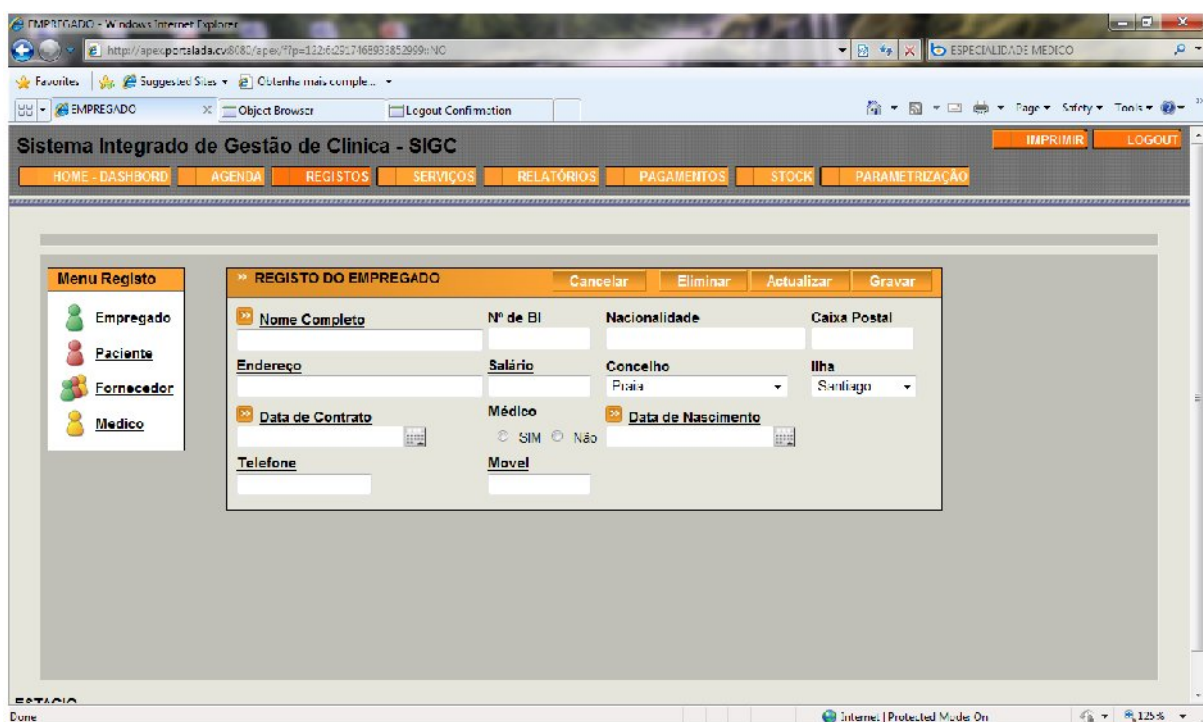 EMPREGADO - Windows Internet Explorer
ESPECIALIDADE MEDICO
Favorites Suggested Sites Obtenha mais comple...
EMPREGADO Object Browser Logout Confirmation Page Safety Tools
Sistema Integrado de Gestão de Clinica - SIGC
IMPRIMIR LOGOUT
HOME - DASHBORD AGENDA REGISTOS SERVIÇOS RELATÓRIOS PAGAMENTOS STOCK PARAMETRIZAÇÃO
Menu Registo
Empregado
Paciente
Fornecedor
Medico
REGISTO DO EMPREGADO Cancelar Eliminar Actualizar Gravar
Nome Completo Nº de BI Nacionalidade Caixa Postal
Endereço Salário Concelho Ilha
Praia Santiago
Data de Contrato Médico Data de Nascimento
SIM Não
Telefone Movel
Done Internet | Protected Mode: On 125%